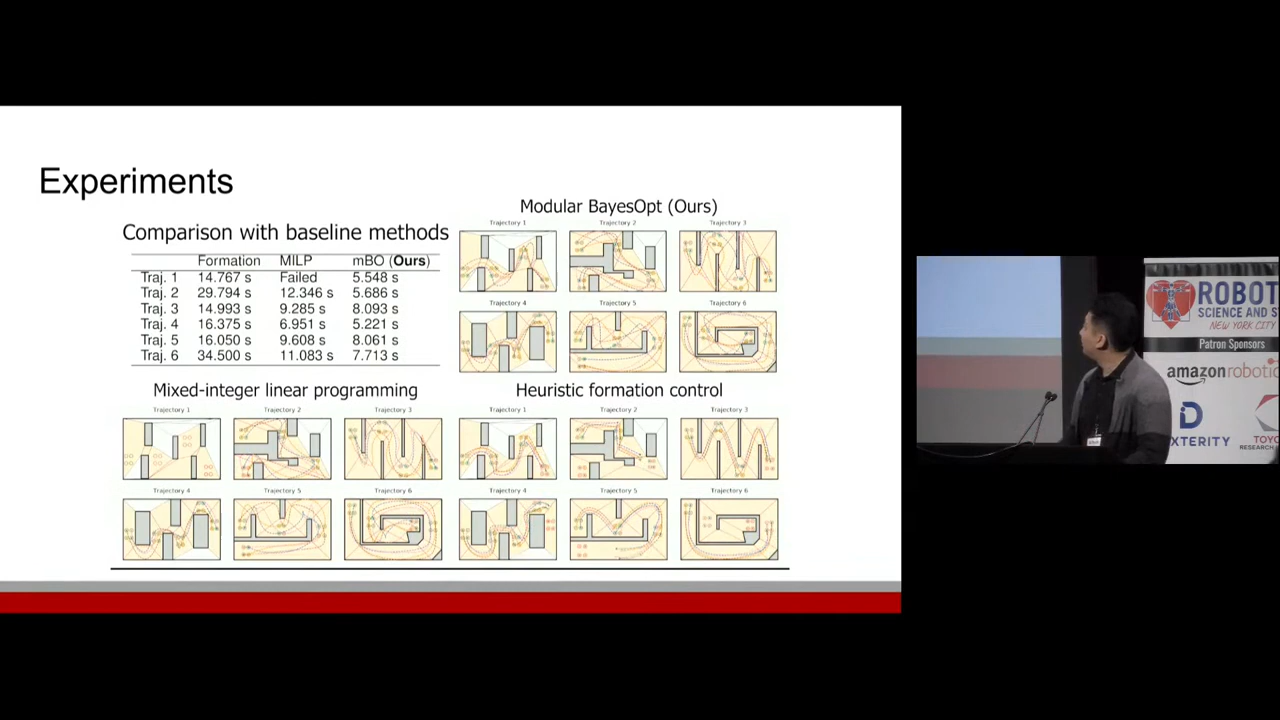 Experiments
Comparison with baseline methods
Formation MILP mBO (Ours)
Traj. 1 14.767 s Failed 5.548 s
Traj. 2 29.794 s 12.346 s 5.686 s
Traj. 3 14.993 s 9.285 s 8.093 s
Traj. 4 16.375 s 6.951 s 5.221 s
Traj. 5 16.050 s 9.608 s 8.061 s
Traj. 6 34.500 s 11.083 s 7.713 s
Modular BayesOpt (Ours)
Trajectory 1 Trajectory 2 Trajectory 3
Trajectory 4 Trajectory 5 Trajectory 6
Mixed-integer linear programming
Trajectory 1 Trajectory 2 Trajectory 3
Trajectory 4 Trajectory 5 Trajectory 6
Heuristic formation control
Trajectory 1 Trajectory 2 Trajectory 3
Trajectory 4 Trajectory 5 Trajectory 6
ROBOT
SCIENCE AND S
NEW YORK CITY
Patron Sponsors
amazon robotic
XTERITY
TOYO
RESEARCH